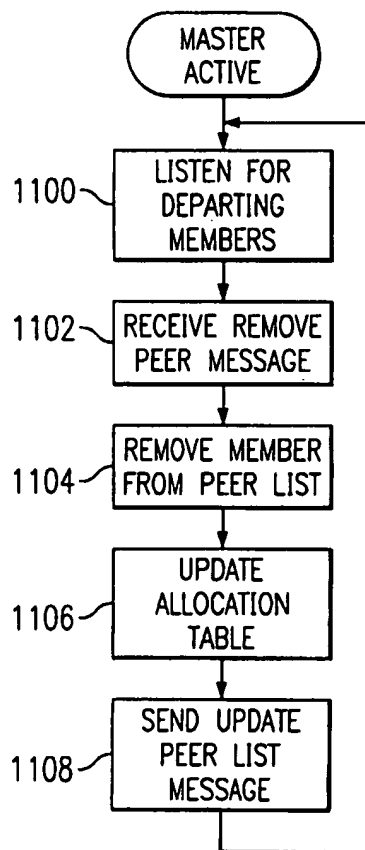 MASTER
ACTIVE
1100
LISTEN FOR
DEPARTING
MEMBERS
1102
RECEIVE REMOVE
PEER MESSAGE
1104
REMOVE MEMBER
FROM PEER LIST
1106
UPDATE
ALLOCATION
TABLE
1108
SEND UPDATE
PEER LIST
MESSAGE